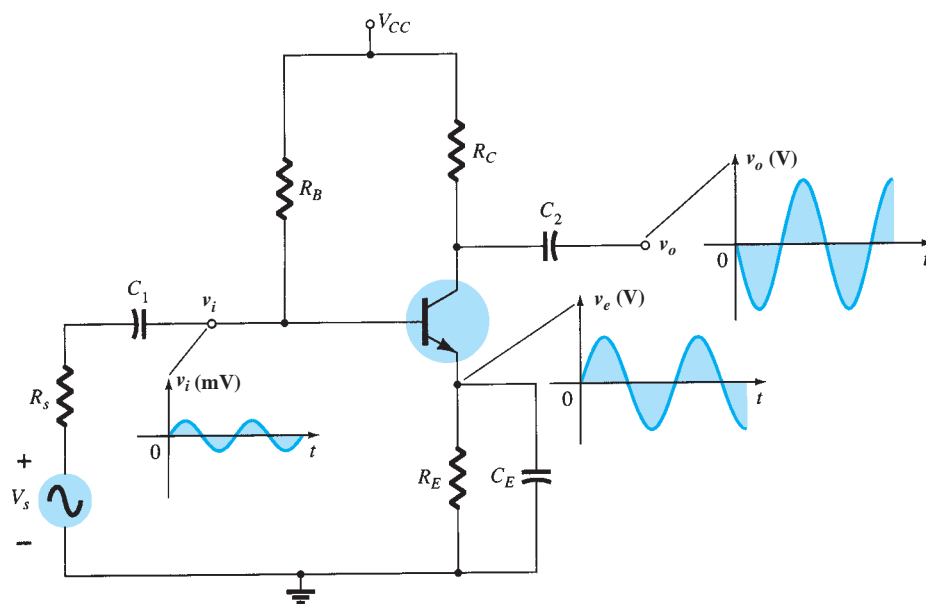 V_CC
R_C
R_B
v_o (V)
C_2
v_o
0
t
C_1
v_i
v_e (V)
0
t
v_i (mV)
R_s
0
t
+
V_s
−
R_E
C_E